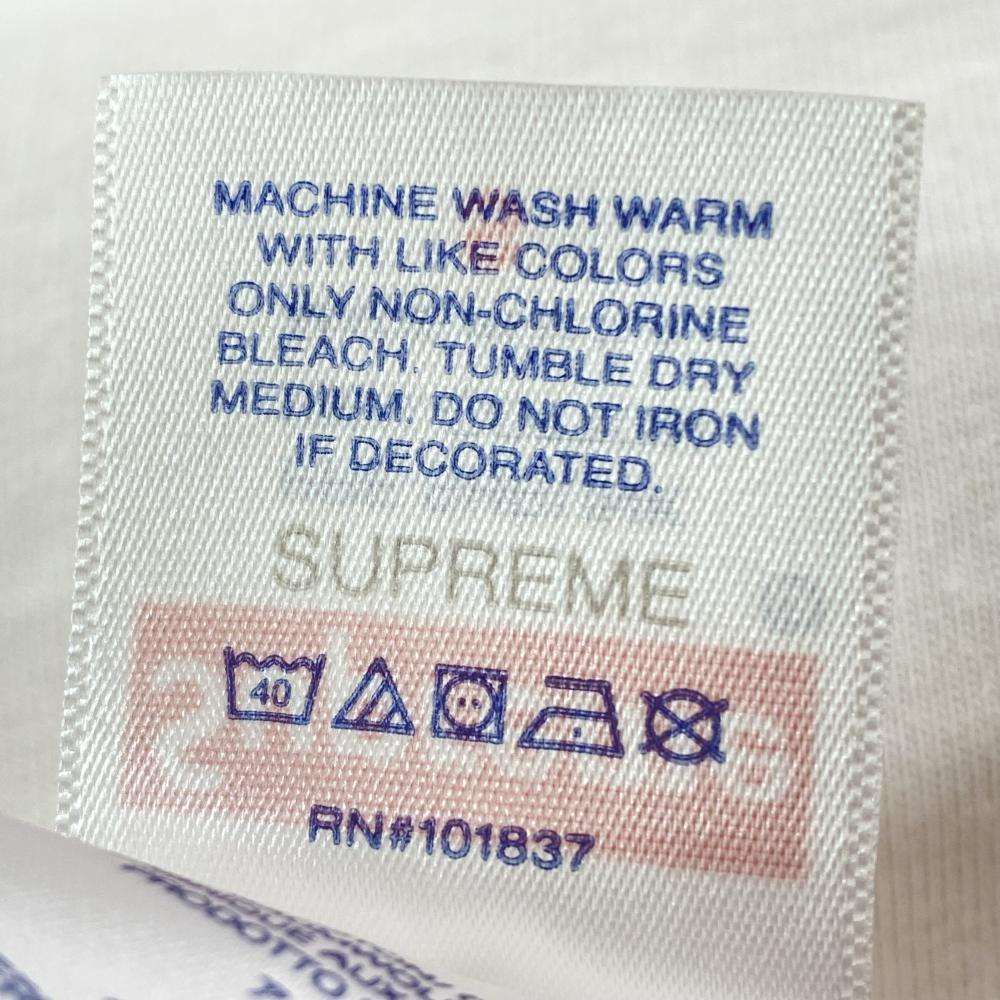 MACHINE WASH WARM
WITH LIKE COLORS
ONLY NON-CHLORINE
BLEACH. TUMBLE DRY
MEDIUM. DO NOT IRON
IF DECORATED.
SUPREME
40
RN#101837
PRODOTTO